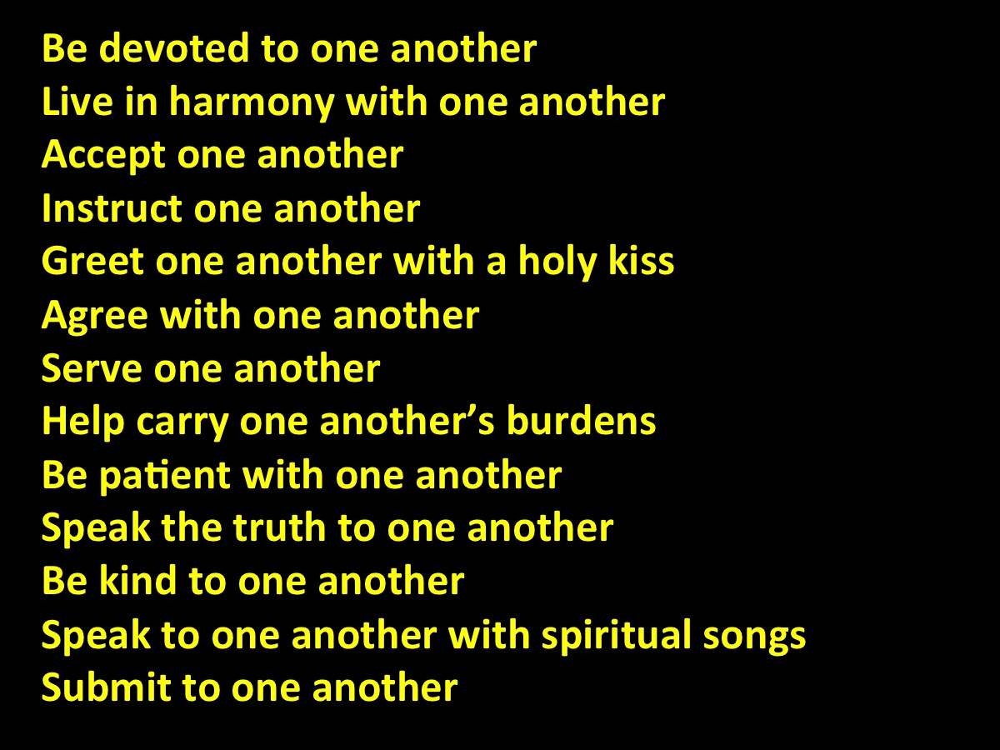 Be devoted to one another
Live in harmony with one another
Accept one another
Instruct one another
Greet one another with a holy kiss
Agree with one another
Serve one another
Help carry one another’s burdens
Be patient with one another
Speak the truth to one another
Be kind to one another
Speak to one another with spiritual songs
Submit to one another